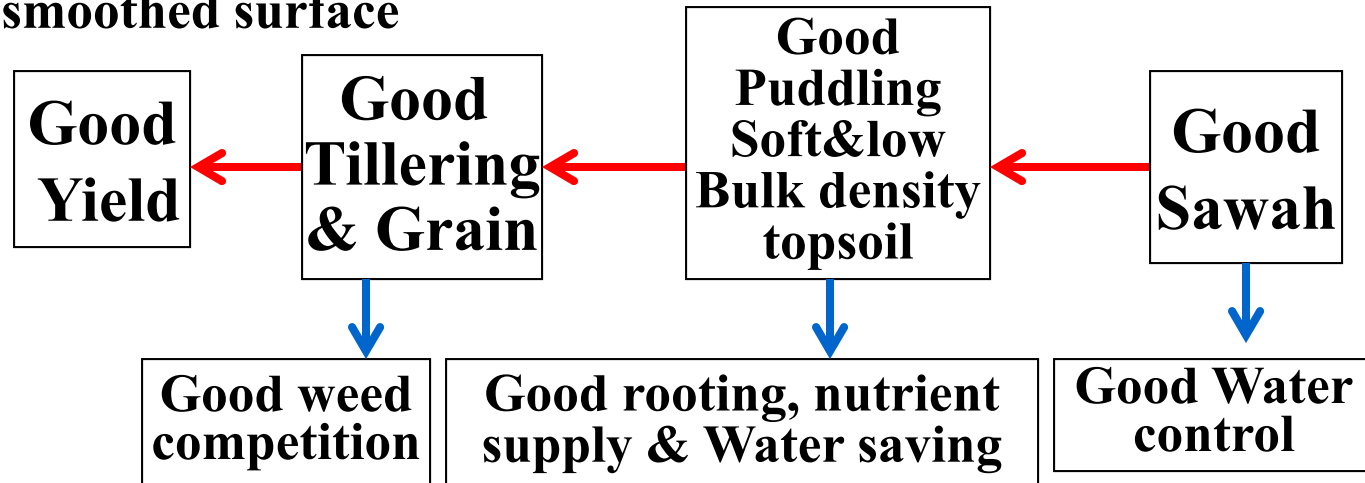 smoothed surface
Good
Yield
Good
Tillering
& Grain
Good
Puddling
Soft&low
Bulk density
topsoil
Good
Sawah
Good weed
competition
Good rooting, nutrient
supply & Water saving
Good Water
control